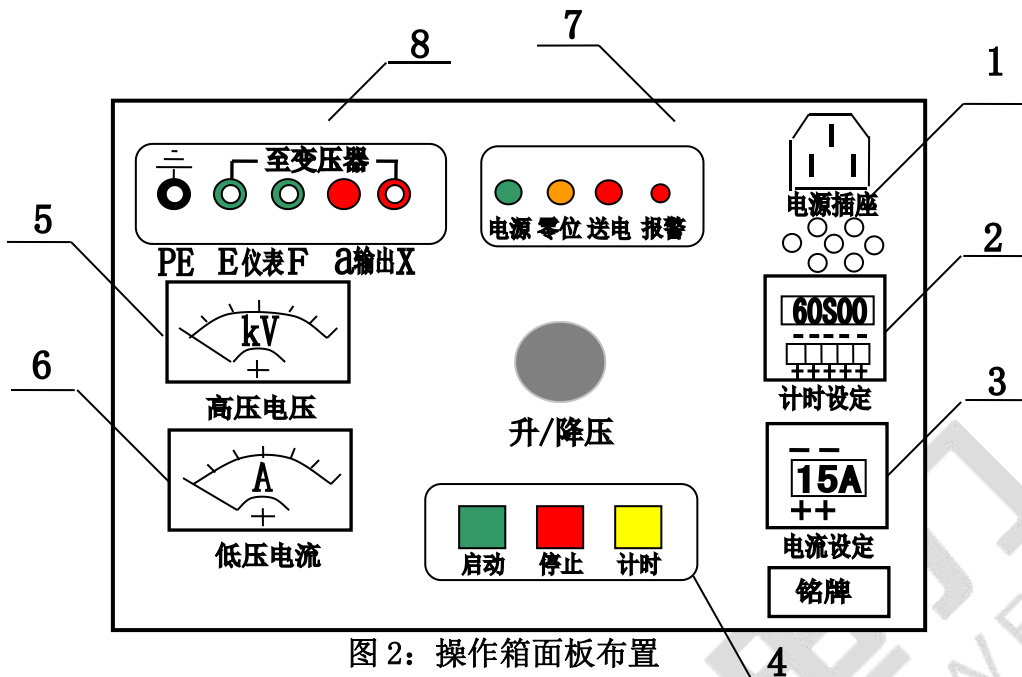 8
7
1
至变压器
电源插座
电源 零位 送电 报警
PE E仪表F a输出X
5
2
kV
60S00
高压电压
计时设定
6
3
升/降压
A
15A
低压电流
启动 停止 计时
电流设定
铭牌
图 2：操作箱面板布置
4